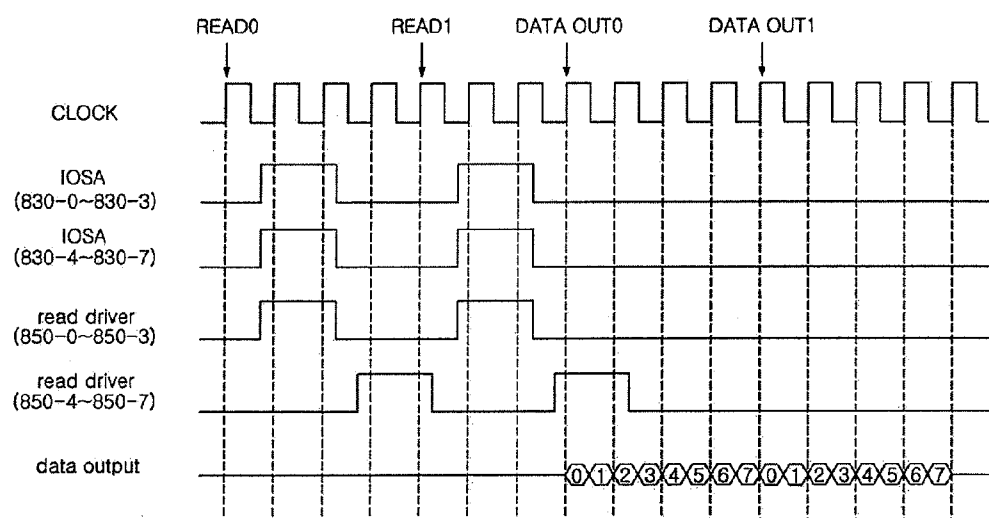 READ0 READ1 DATA OUT0 DATA OUT1
CLOCK
IOSA
(830-0~830-3)
IOSA
(830-4~830-7)
read driver
(850-0~850-3)
read driver
(850-4~850-7)
data output 0 1 2 3 4 5 6 7 0 1 2 3 4 5 6 7